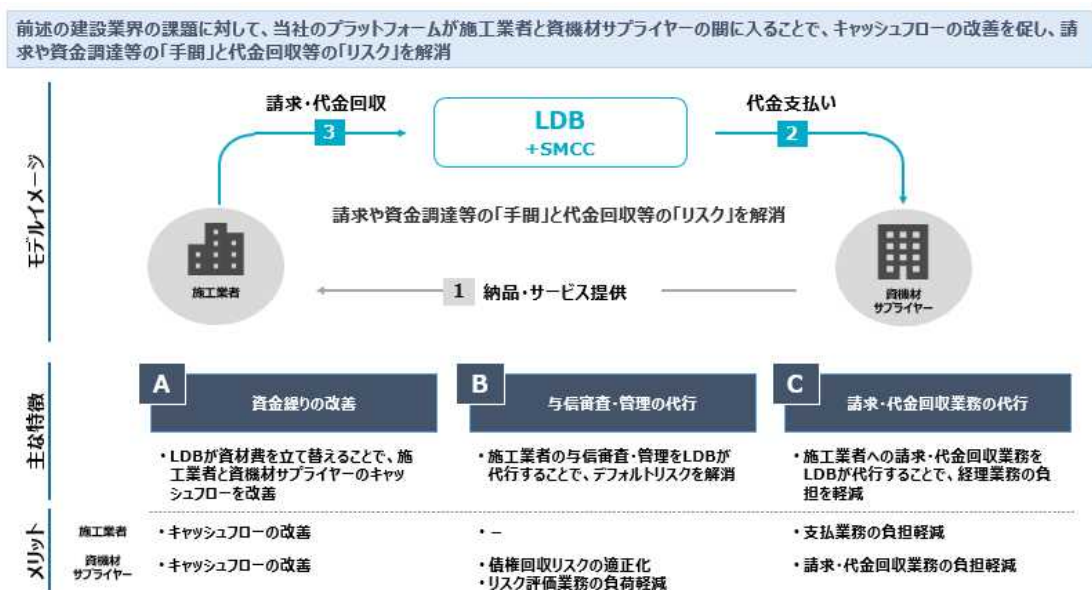 前述の建設業界の課題に対して、当社のプラットフォームが施工業者と資機材サプライヤーの間に入ることで、キャッシュフローの改善を促し、請
求や資金調達等の「手間」と代金回収等の「リスク」を解消
モデルイメージ
請求・代金回収
3
LDB
+SMCC
代金支払い
2
請求や資金調達等の「手間」と代金回収等の「リスク」を解消
施工業者
1 納品・サービス提供
資機材
サプライヤー
主な特徴
A
資金繰りの改善
・LDBが資材費を立て替えることで、施
工業者と資機材サプライヤーのキャッ
シュフローを改善
B
与信審査・管理の代行
・施工業者の与信審査・管理をLDBが
代行することで、デフォルトリスクを解消
C
請求・代金回収業務の代行
・施工業者への請求・代金回収業務を
LDBが代行することで、経理業務の負
担を軽減
メリット
施工業者
・キャッシュフローの改善
・－
・支払業務の負担軽減
資機材
サプライヤー
・キャッシュフローの改善
・債権回収リスクの適正化
・リスク評価業務の負荷軽減
・請求・代金回収業務の負担軽減